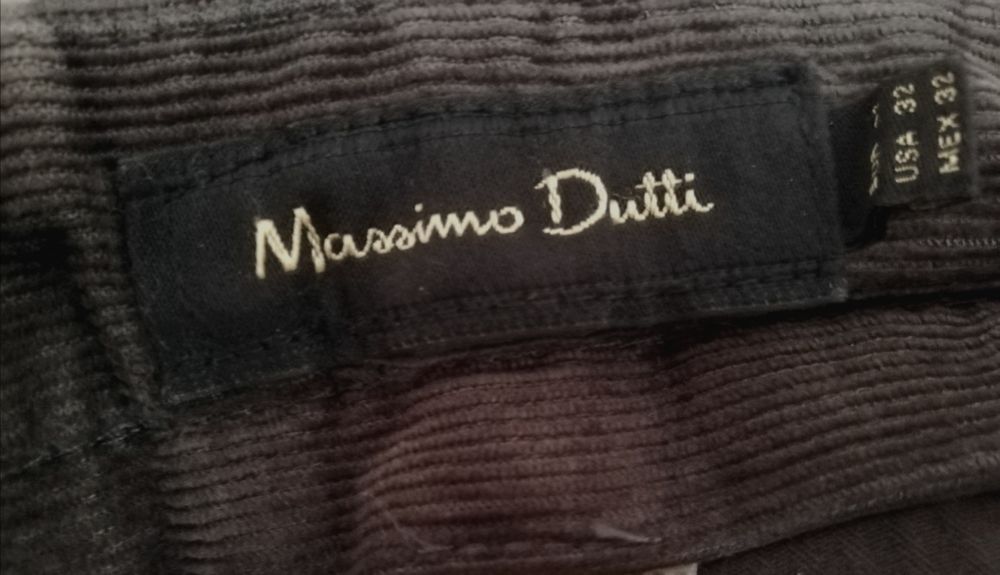 Massimo Dutti
USA 32
MEX 32